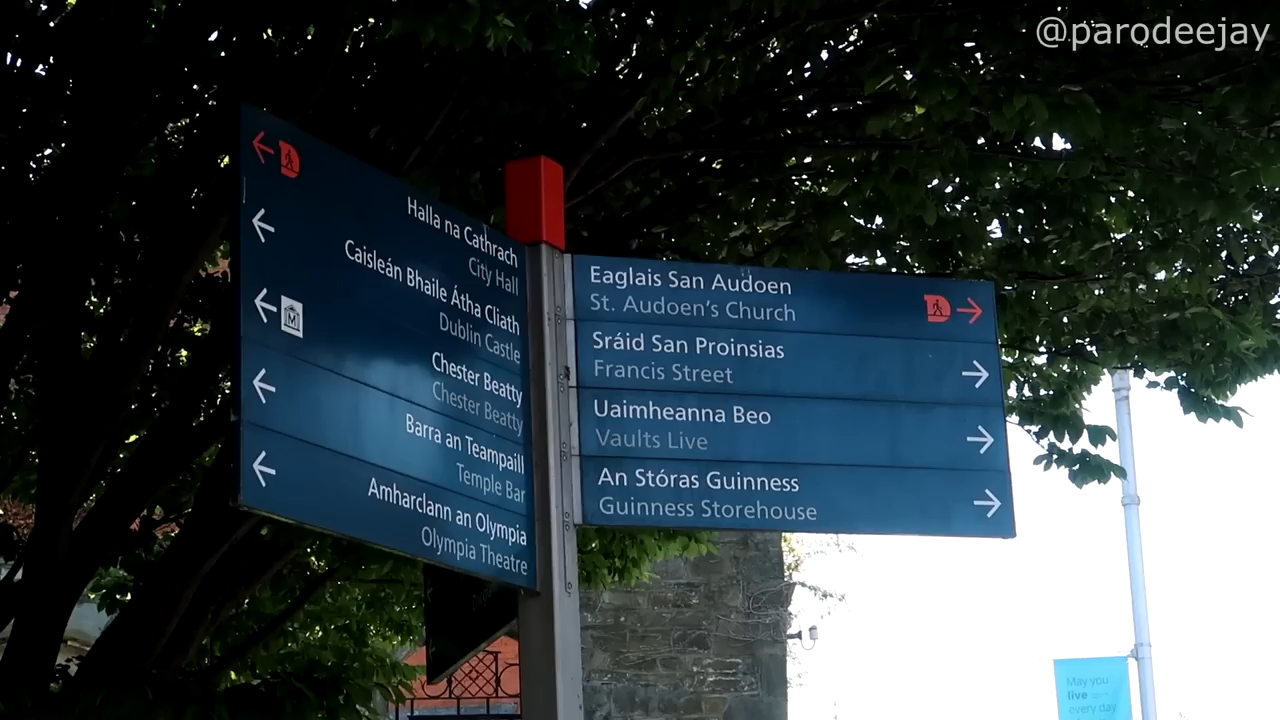 @parodeejay
Halla na Cathrach
City Hall
Caisleán Bhaile Átha Cliath
Dublin Castle
Chester Beatty
Chester Beatty
Barra an Teampaill
Temple Bar
Amharclann an Olympia
Olympia Theatre
Eaglais San Audoen
St. Audoen's Church
Sráid San Proinsias
Francis Street
Uaimheanna Beo
Vaults Live
An Stóras Guinness
Guinness Storehouse
May you
live
every day